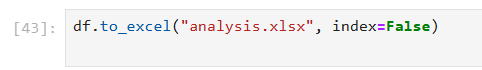 [43]: df.to_excel("analysis.xlsx", index=False)